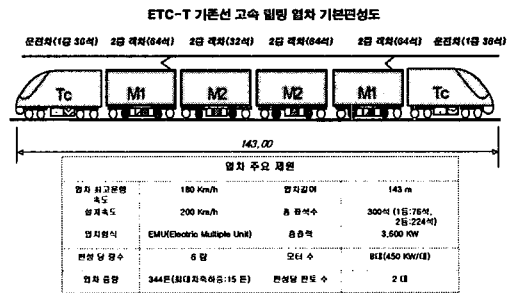 ETC-T 기존선 고속 틸팅 열차 기본편성도
운전차(1등 30석) 2등 객차(64석) 2등 객차(32석) 2등 객차(64석) 2등 객차(64석) 운전차(1등 36석)
Tc M1 M2 M2 M1 Tc
143,00
열차 주요 제원
열차 최고운행 속도 180 Km/h 열차길이 143 m
설계속도 200 Km/h 총 좌석수 300석 (1등:76석, 2등:224석)
열차형식 EMU(Electric Multiple Unit) 총출력 3,600 KW
편성 당 량수 6 량 모터 수 8대(450 KW/대)
열차 중량 344톤(최대차축하중:15 톤) 편성당 판토 수 2 대